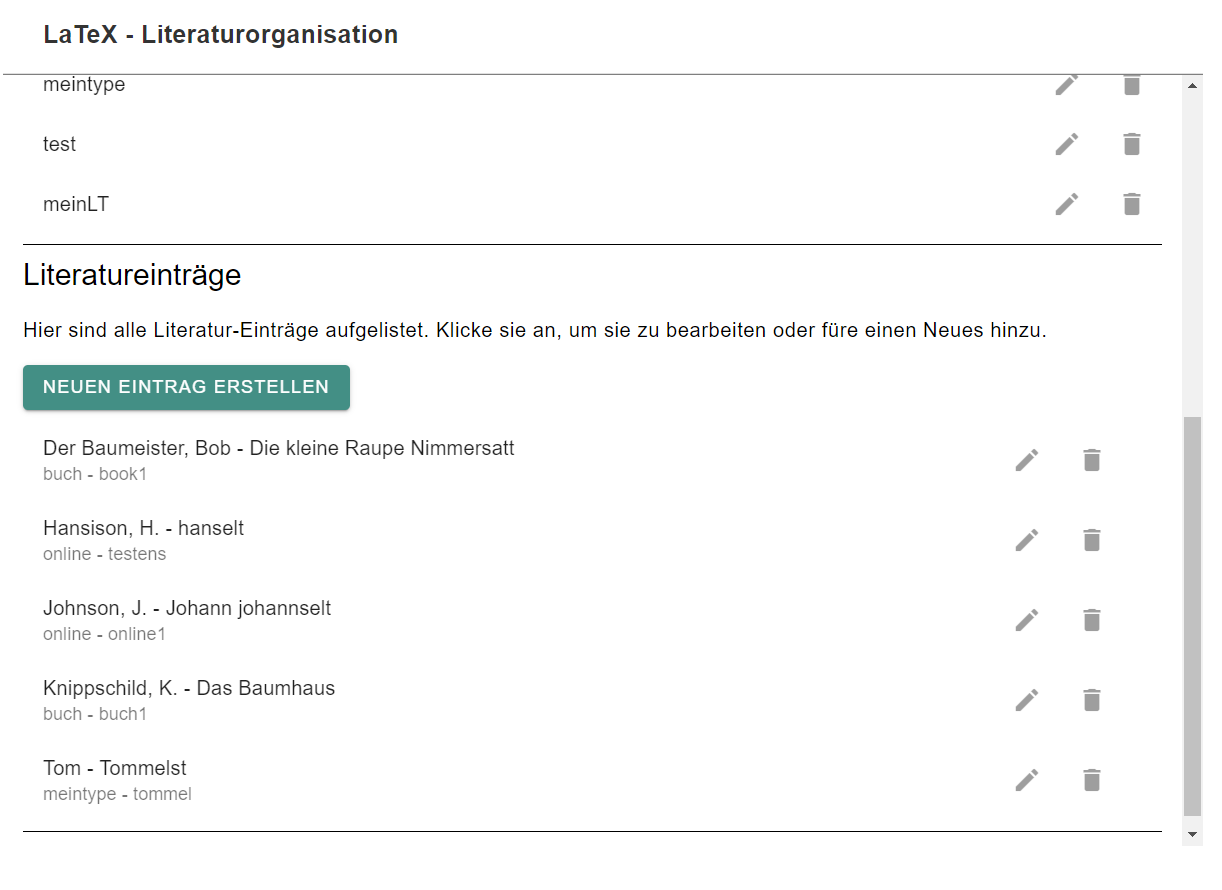 LaTeX - Literaturorganisation
meintype
test
meinLT
Literatureinträge
Hier sind alle Literatur-Einträge aufgelistet. Klicke sie an, um sie zu bearbeiten oder füre einen Neues hinzu.
NEUEN EINTRAG ERSTELLEN
Der Baumeister, Bob - Die kleine Raupe Nimmersatt
buch - book1
Hansison, H. - hanselt
online - testens
Johnson, J. - Johann johannselt
online - online1
Knippschild, K. - Das Baumhaus
buch - buch1
Tom - Tommelst
meintype - tommel